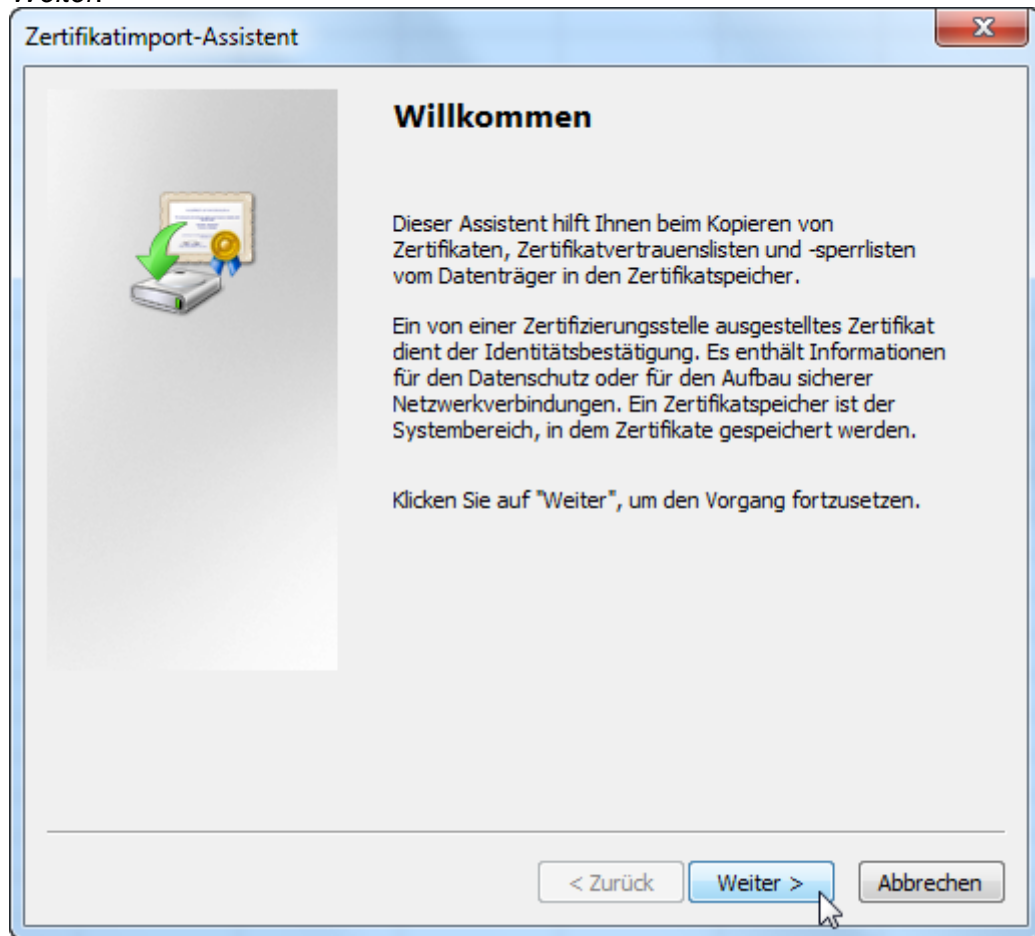 Weiter.
Zertifikatimport-Assistent
Willkommen
Dieser Assistent hilft Ihnen beim Kopieren von
Zertifikaten, Zertifikatvertrauenslisten und -sperrlisten
vom Datenträger in den Zertifikatspeicher.
Ein von einer Zertifizierungsstelle ausgestelltes Zertifikat
dient der Identitätsbestätigung. Es enthält Informationen
für den Datenschutz oder für den Aufbau sicherer
Netzwerkverbindungen. Ein Zertifikatspeicher ist der
Systembereich, in dem Zertifikate gespeichert werden.
Klicken Sie auf "Weiter", um den Vorgang fortzusetzen.
< Zurück Weiter > Abbrechen